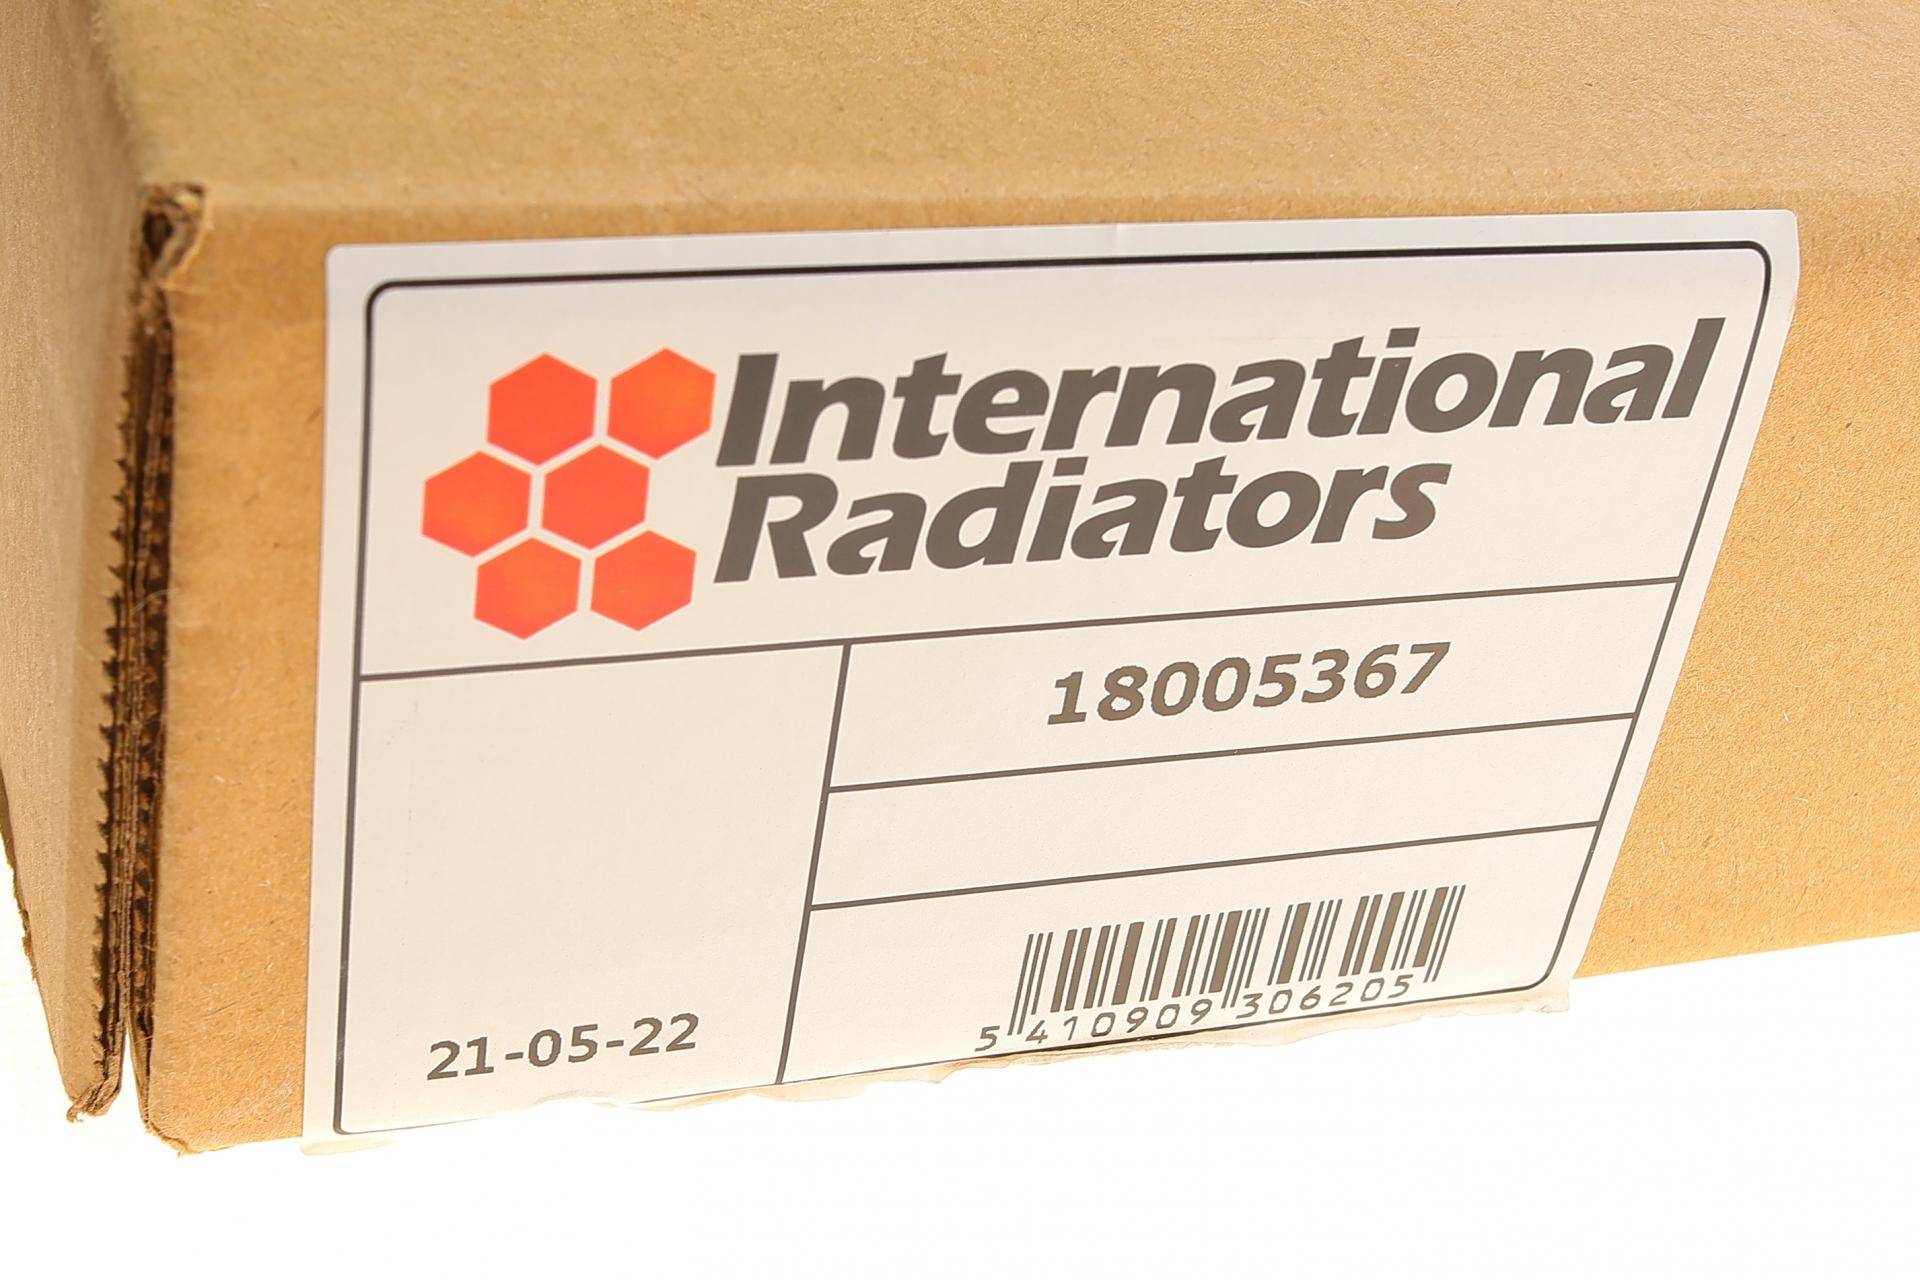 International
Radiators
18005367
21-05-22
5 410909 306205